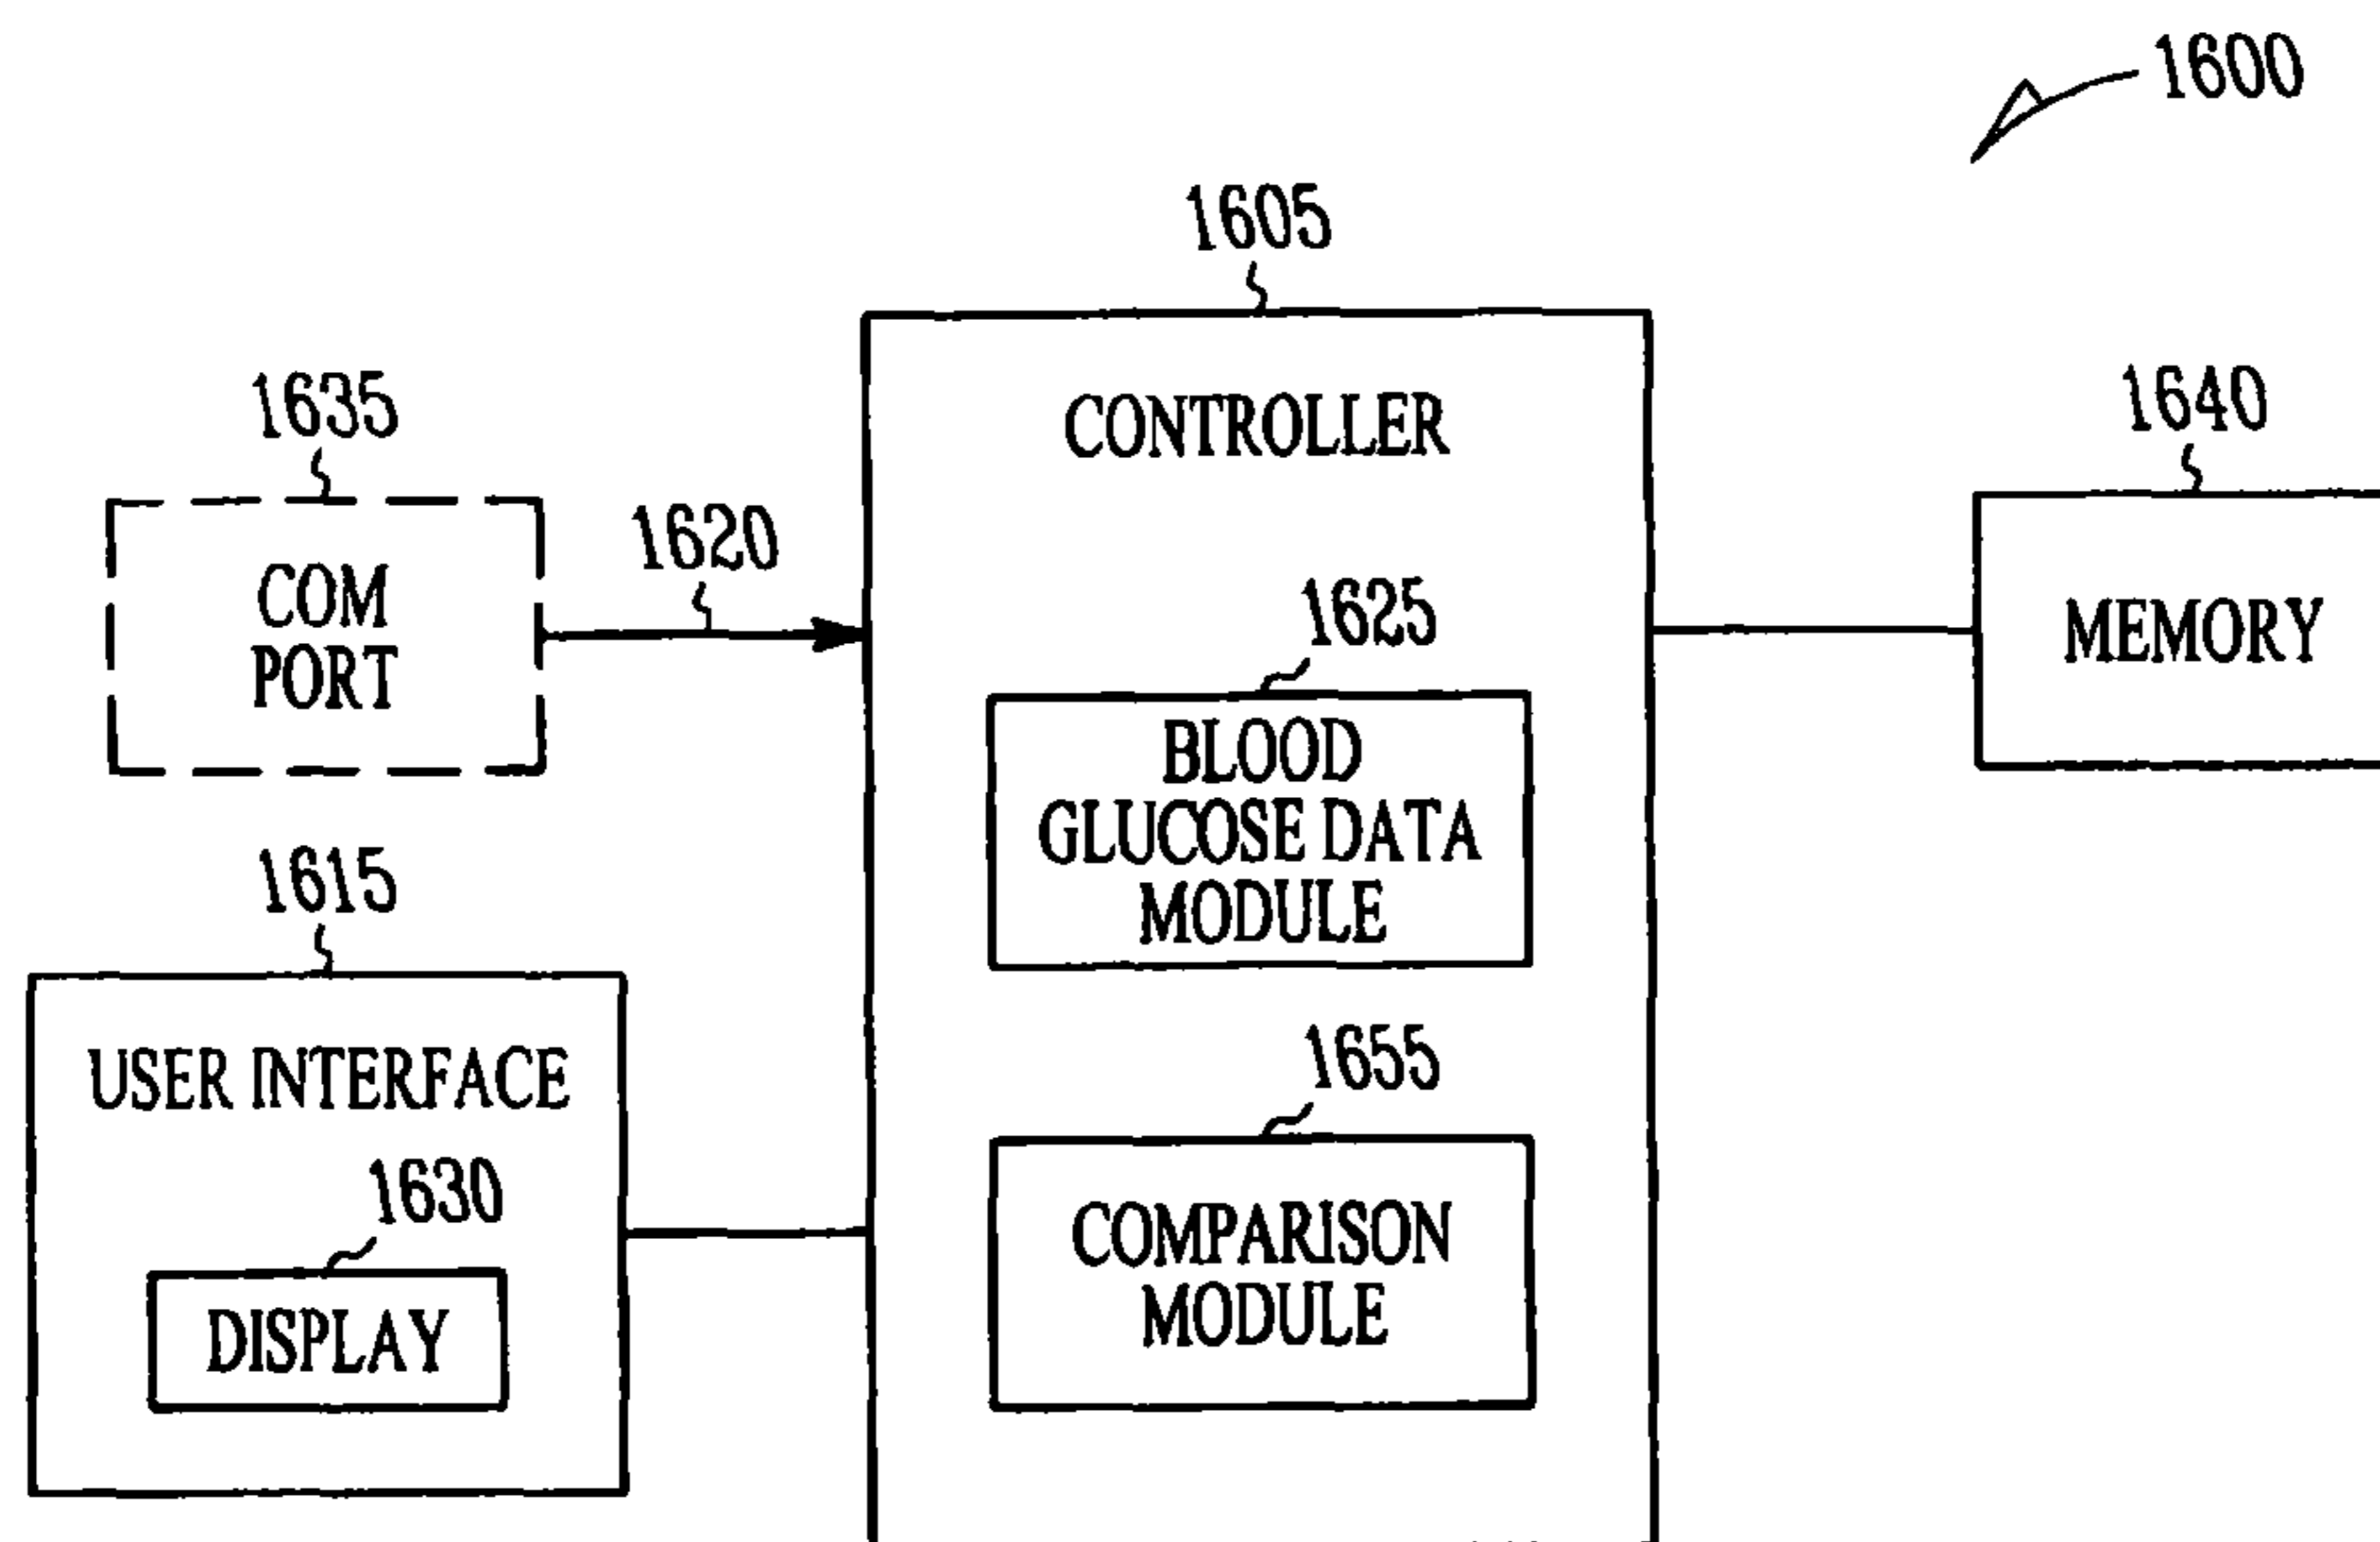 1600
1605
CONTROLLER
1635
COM
PORT
1620
1640
MEMORY
1625
BLOOD
GLUCOSE DATA
MODULE
1615
USER INTERFACE
1630
DISPLAY
1655
COMPARISON
MODULE